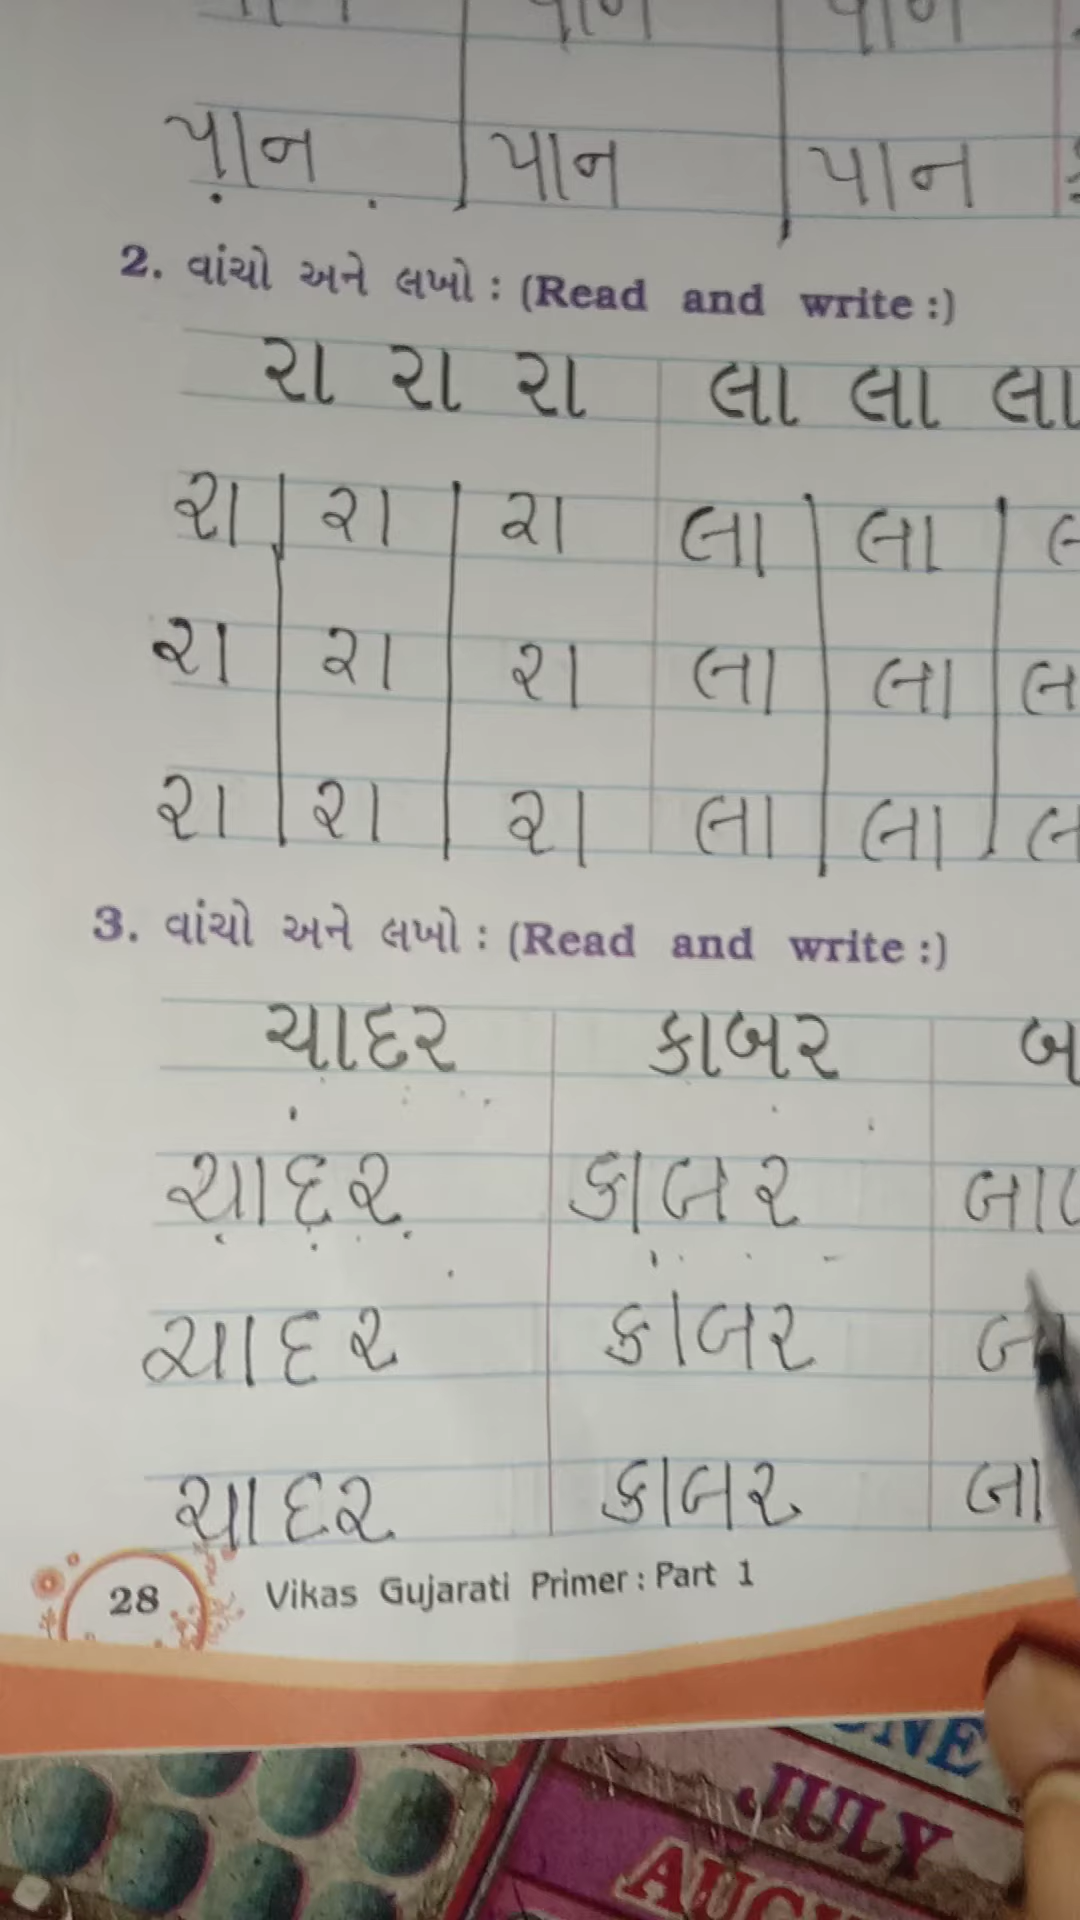 પાન પાન પાન
2. વાંચો અને લખો : (Read and write :)
રા રા રા લા લા લા
રા રા રા લા લા
રા રા રા લા લા લ
રા રા રા લા લા લ
3. વાંચો અને લખો : (Read and write :)
ચાદર કાબર બ
ચાદર કાબર બા
ચાદર કાબર બા
ચાદર કાબર બા
28 Vikas Gujarati Primer : Part 1
JULY